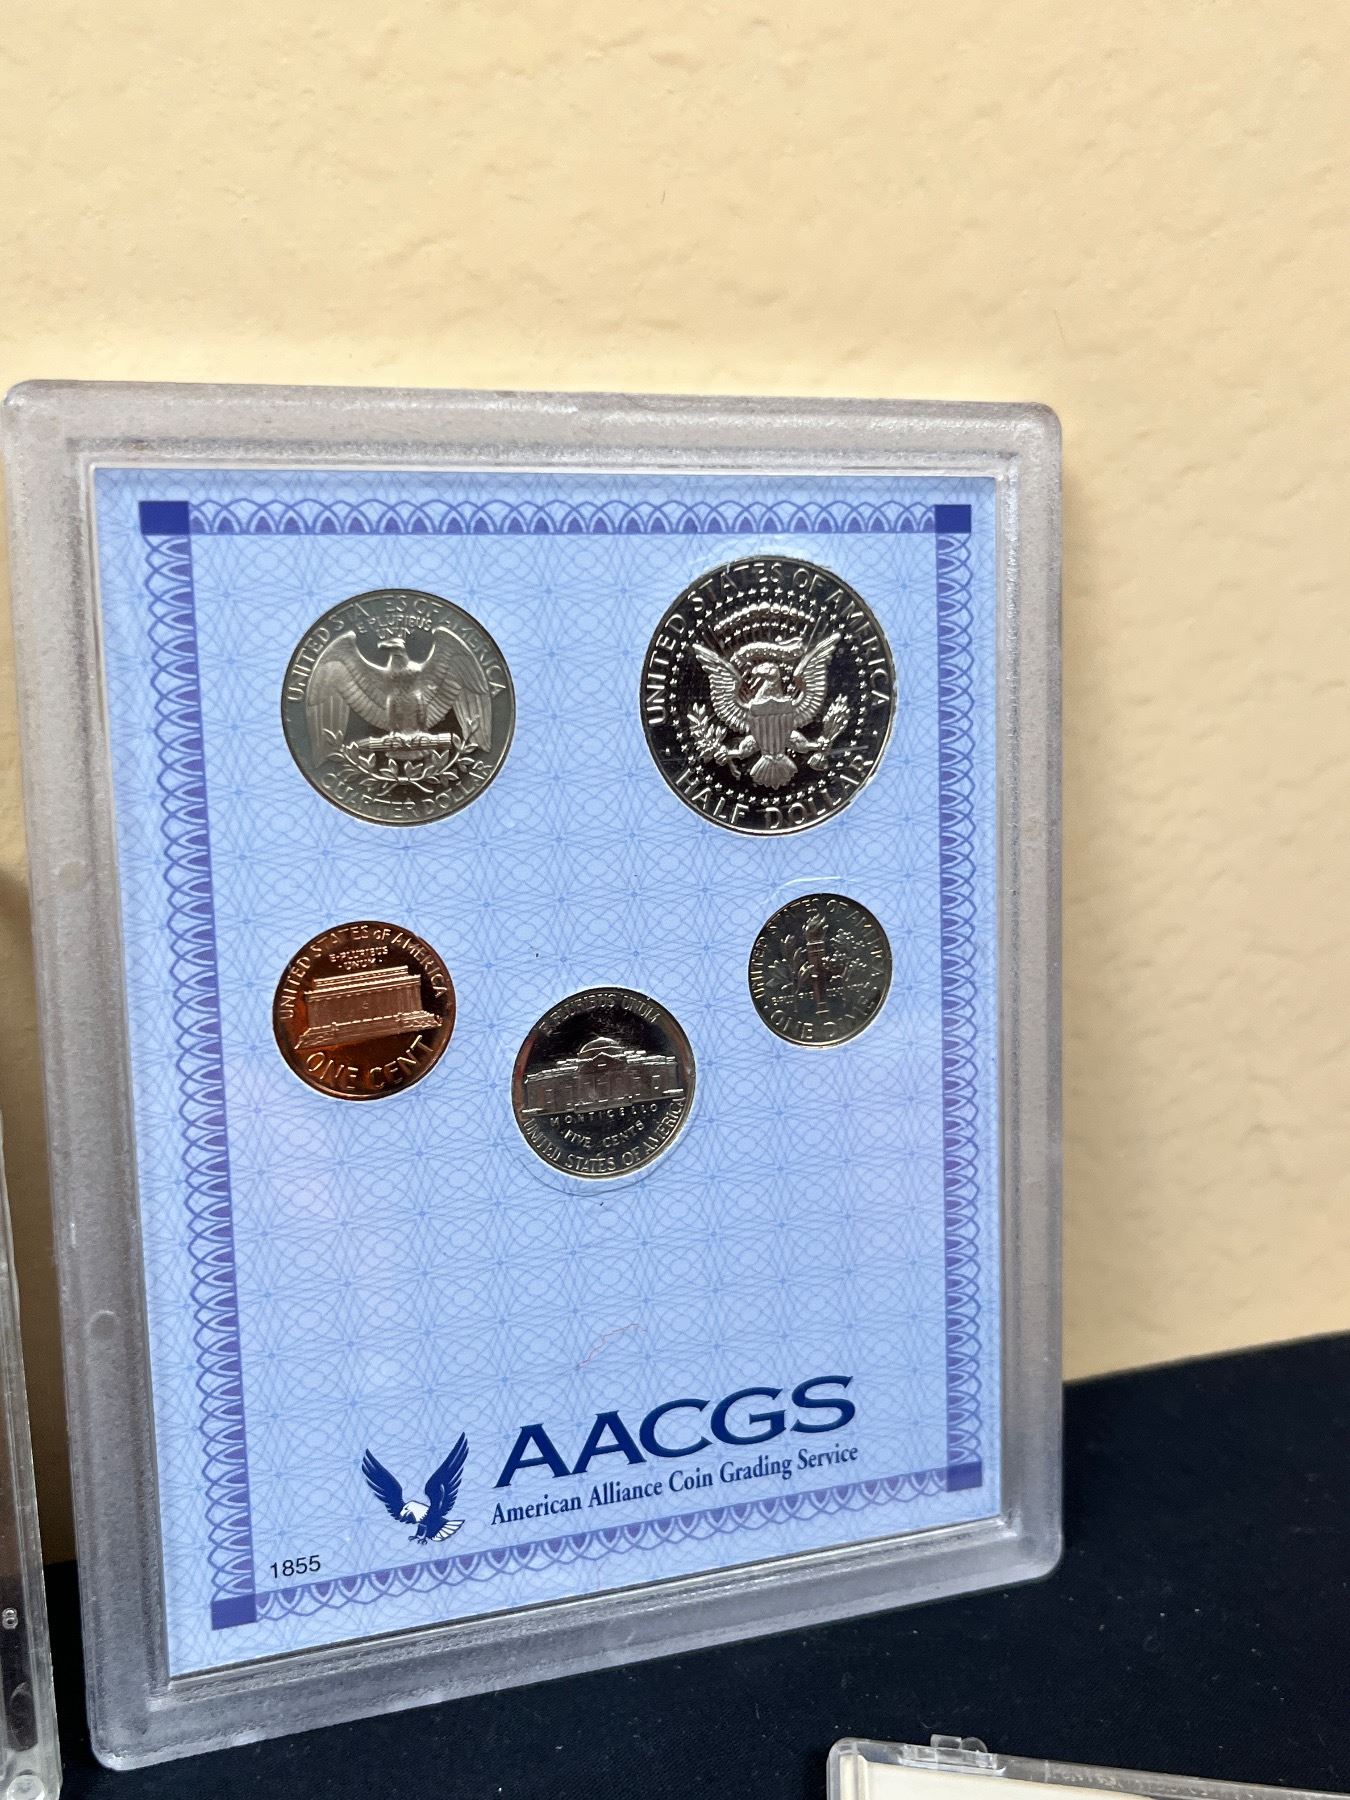 UNITED STATES OF AMERICA
E·PLURIBUS
UNUM
QUARTER DOLLAR
UNITED STATES OF AMERICA
HALF DOLLAR
UNITED STATES OF AMERICA
E·PLURIBUS
UNUM
ONE CENT
E PLURIBUS UNUM
MONTICELLO
FIVE CENTS
UNITED STATES OF AMERICA
UNITED STATES OF AMERICA
ONE DIME
AACGS
American Alliance Coin Grading Service
1855
8